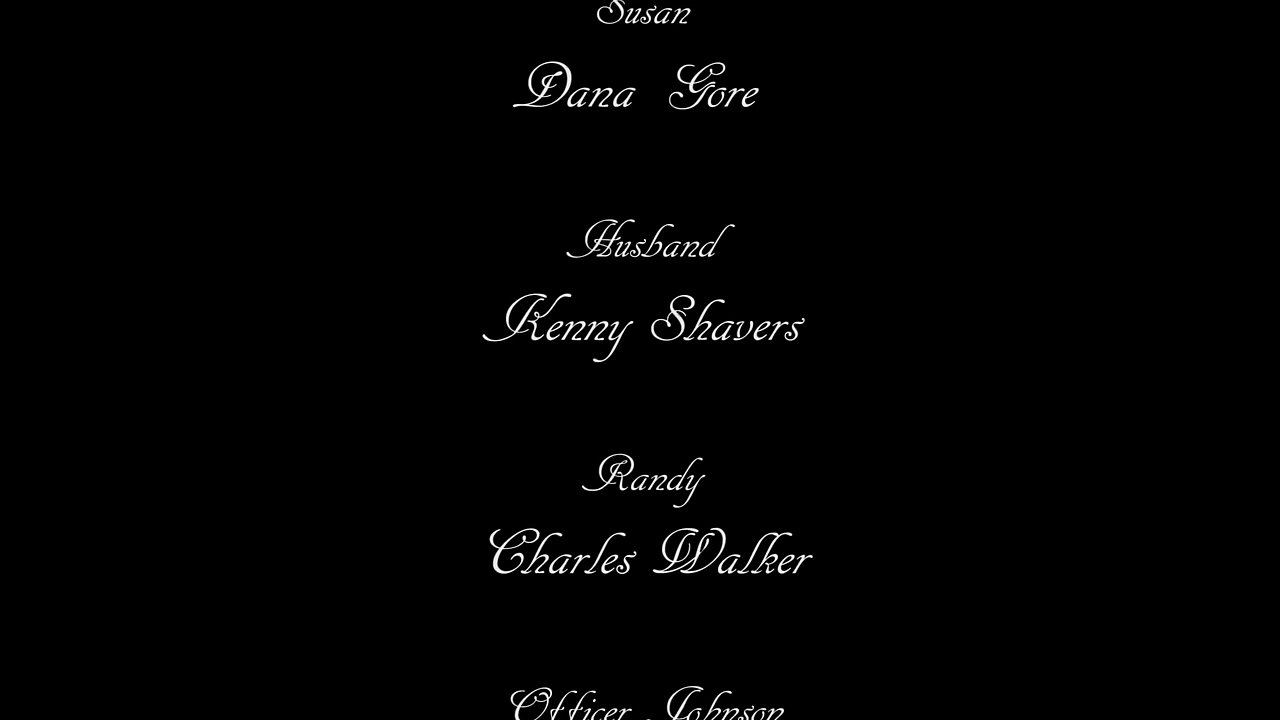 Susan
Dana Gore
Husband
Kenny Shavers
Randy
Charles Walker
Officer Johnson